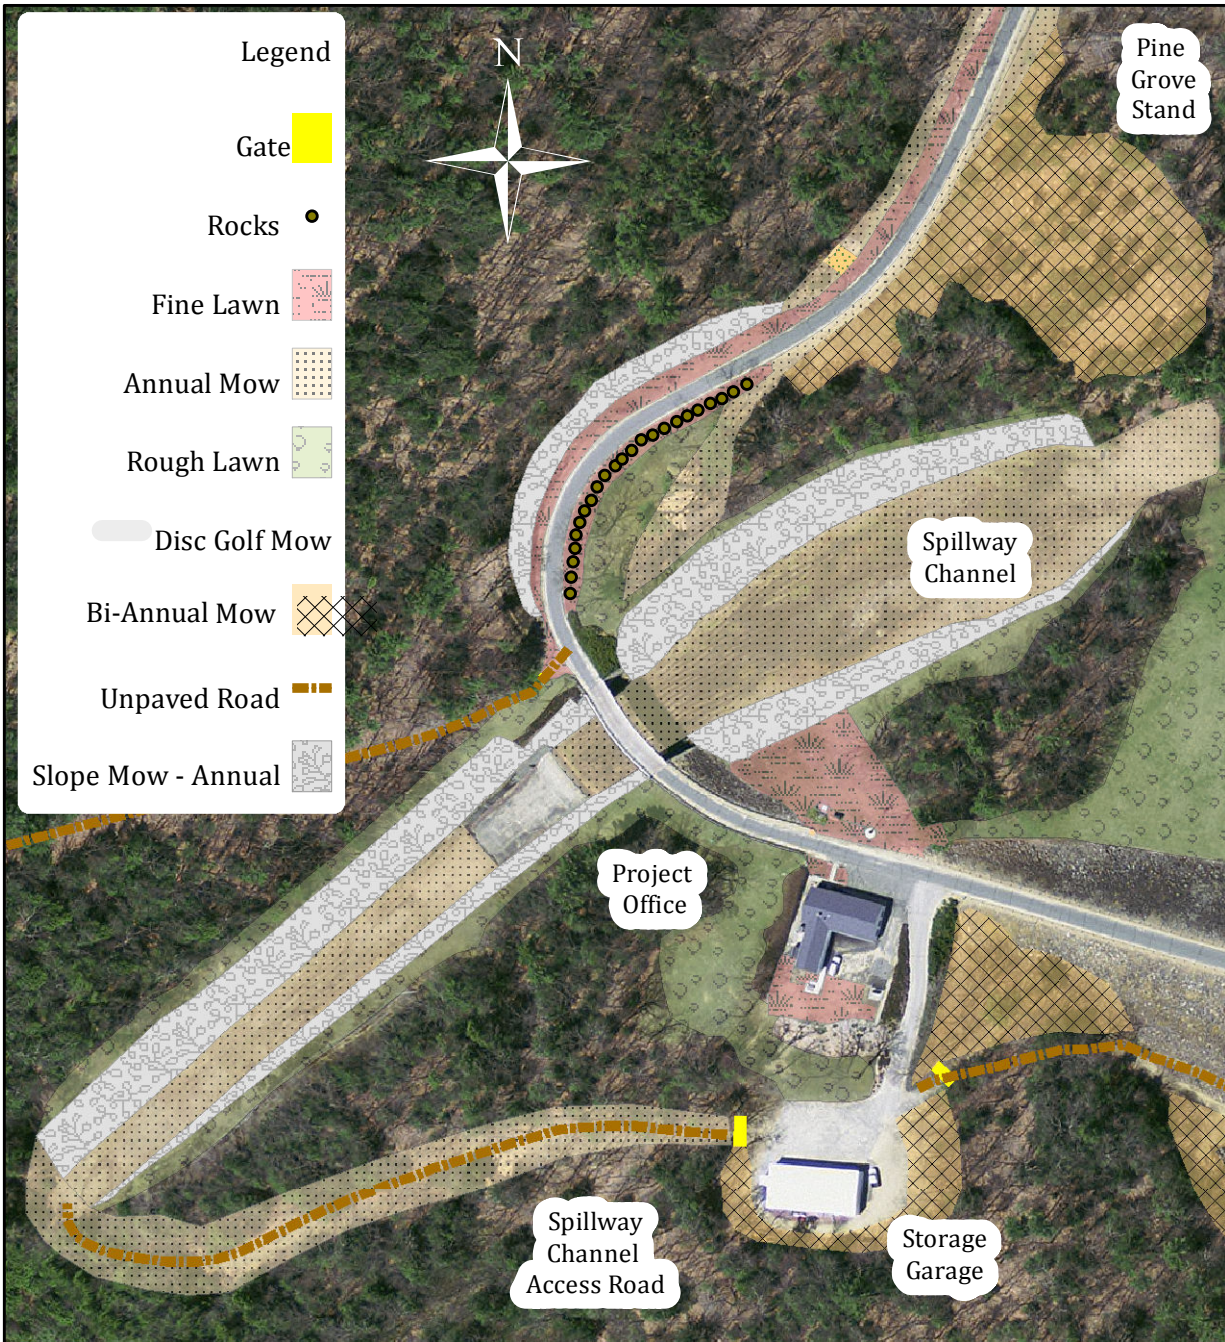 Legend
Gate
Rocks
Fine Lawn
Annual Mow
Rough Lawn
Disc Golf Mow
Bi-Annual Mow
Unpaved Road
Slope Mow - Annual
N
Pine
Grove
Stand
Spillway
Channel
Project
Office
Spillway
Channel
Access Road
Storage
Garage